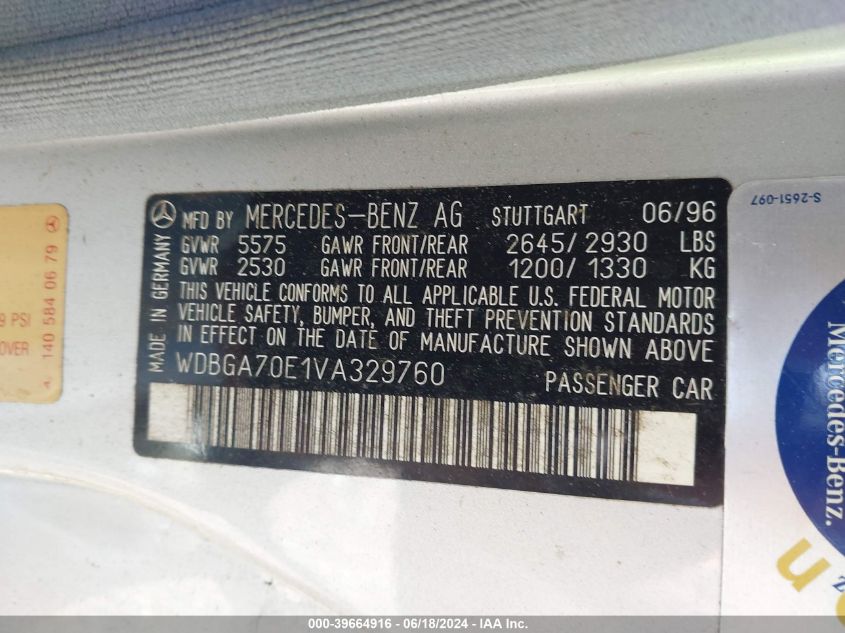 MADE IN GERMANY
MFD BY MERCEDES-BENZ AG STUTTGART 06/96
GVWR 5575 GAWR FRONT/REAR 2645/2930 LBS
GVWR 2530 GAWR FRONT/REAR 1200/1330 KG
THIS VEHICLE CONFORMS TO ALL APPLICABLE U.S. FEDERAL MOTOR
VEHICLE SAFETY, BUMPER, AND THEFT PREVENTION STANDARDS
IN EFFECT ON THE DATE OF MANUFACTURE SHOWN ABOVE
WDBGA70E1VA329760 PASSENGER CAR
9 PSI
OVER
A 140 584 06 79
S-2651-097
Mercedes-Benz.
n
000-39664916 - 06/18/2024 - IAA Inc.